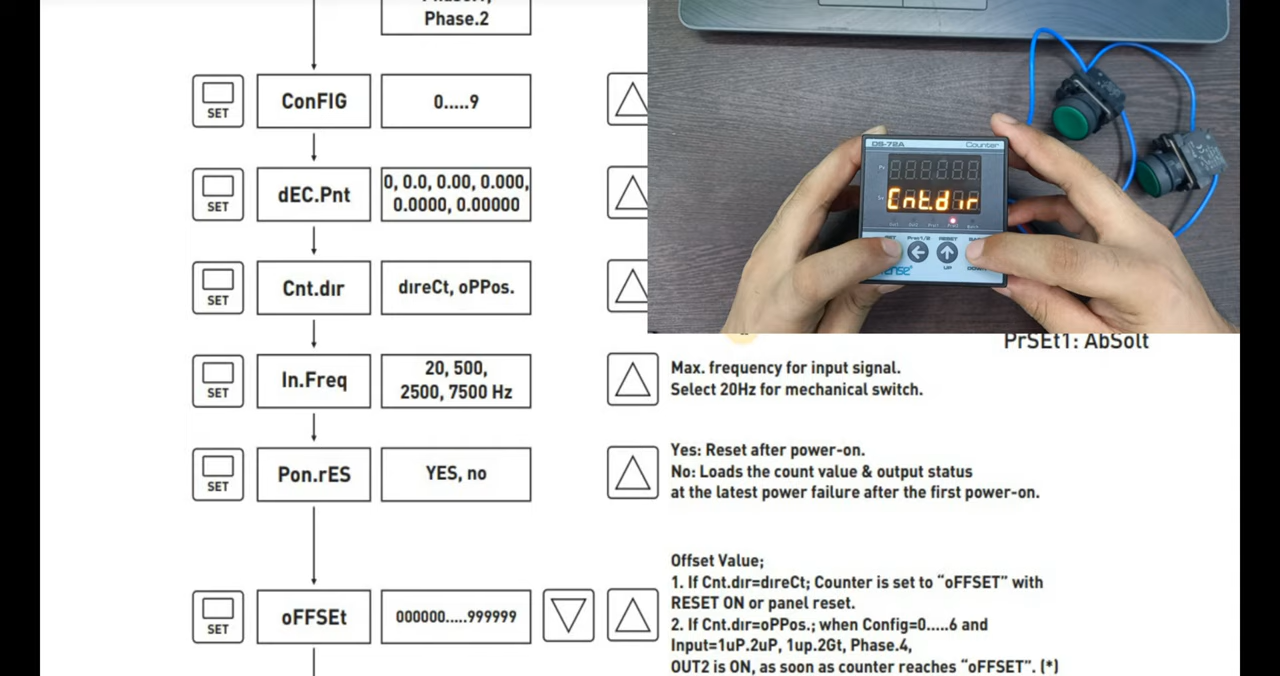 Phase.2
SET
ConFIG
0.....9
SET
dEC.Pnt
0, 0.0, 0.00, 0.000,
0.0000, 0.00000
SET
Cnt.dır
dıreCt, oPPos.
SET
In.Freq
20, 500,
2500, 7500 Hz
Max. frequency for input signal.
Select 20Hz for mechanical switch.
SET
Pon.rES
YES, no
Yes: Reset after power-on.
No: Loads the count value & output status
at the latest power failure after the first power-on.
SET
oFFSEt
000000.....999999
Offset Value;
1. If Cnt.dır=dıreCt; Counter is set to “oFFSET” with
RESET ON or panel reset.
2. If Cnt.dır=oPPos.; when Config=0.....6 and
Input=1uP.2uP, 1up.2Gt, Phase.4,
OUT2 is ON, as soon as counter reaches “oFFSET”. (*)
DS-72A Counter
Cnt.dır
RESET
UP
PrSEt1: AbSolt